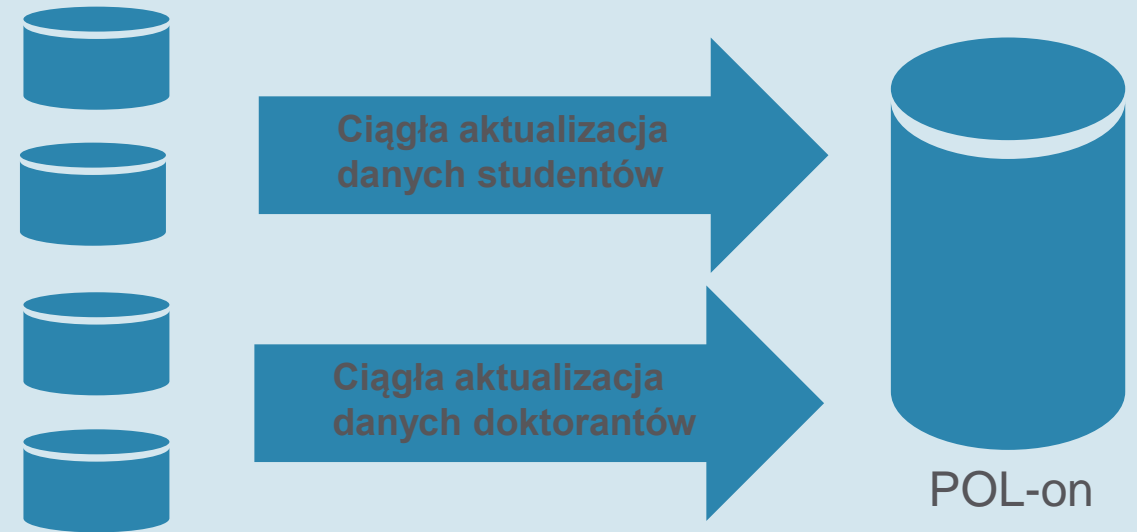 Ciągła aktualizacja
danych studentów
Ciągła aktualizacja
danych doktorantów
POL-on